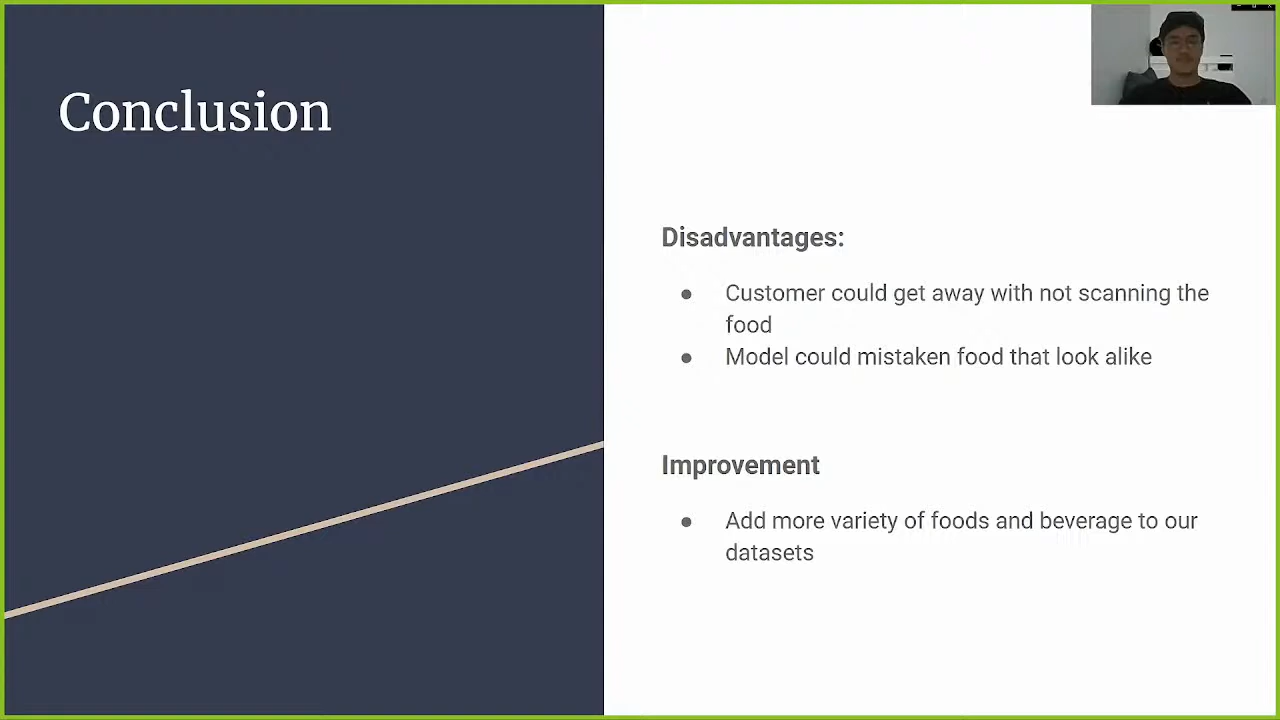 Conclusion
Disadvantages:
● Customer could get away with not scanning the
food
● Model could mistaken food that look alike
Improvement
● Add more variety of foods and beverage to our
datasets